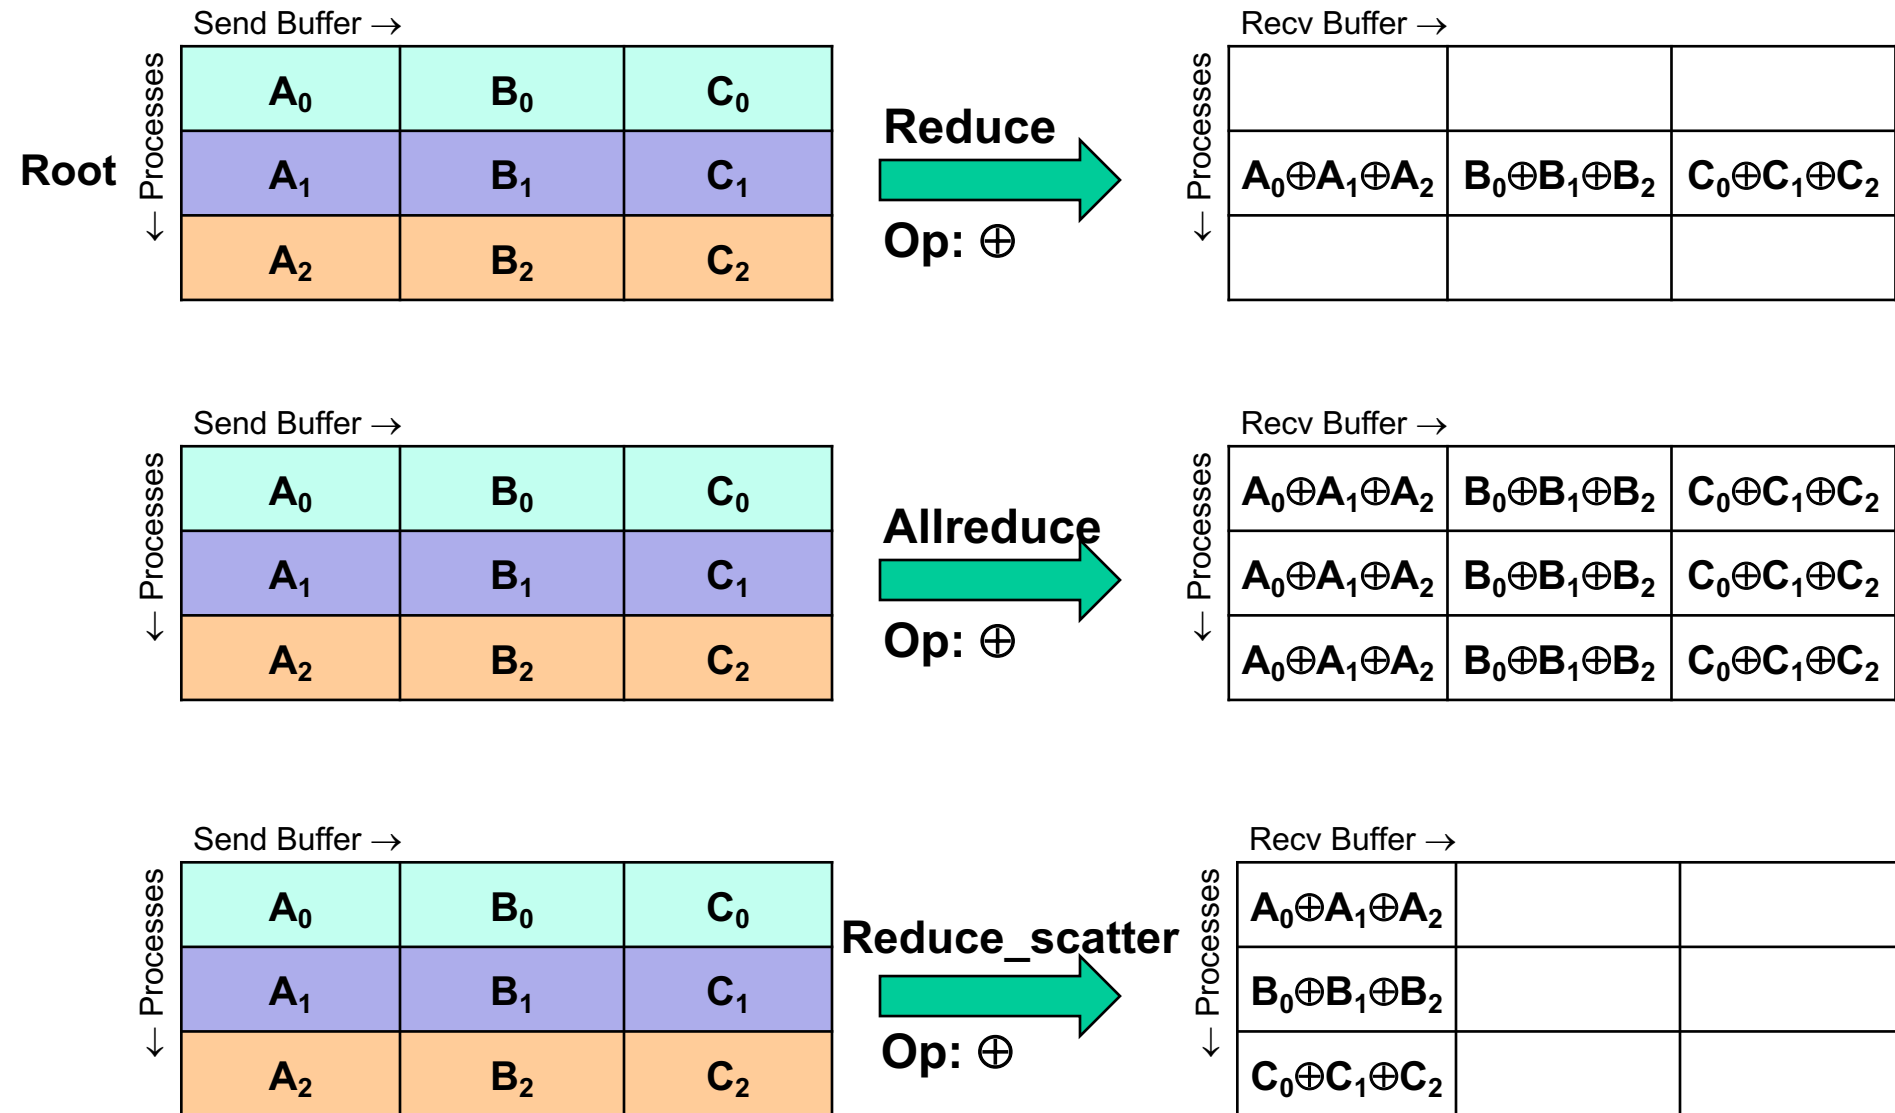 Send Buffer → Recv Buffer →
← Processes ← Processes
A₀ B₀ C₀
Reduce
Root A₁ B₁ C₁ A₀⊕A₁⊕A₂ B₀⊕B₁⊕B₂ C₀⊕C₁⊕C₂
Op: ⊕
A₂ B₂ C₂
Send Buffer → Recv Buffer →
← Processes ← Processes
A₀ B₀ C₀ A₀⊕A₁⊕A₂ B₀⊕B₁⊕B₂ C₀⊕C₁⊕C₂
Allreduce
A₁ B₁ C₁ A₀⊕A₁⊕A₂ B₀⊕B₁⊕B₂ C₀⊕C₁⊕C₂
Op: ⊕
A₂ B₂ C₂ A₀⊕A₁⊕A₂ B₀⊕B₁⊕B₂ C₀⊕C₁⊕C₂
Send Buffer → Recv Buffer →
← Processes ← Processes
A₀ B₀ C₀ A₀⊕A₁⊕A₂
Reduce_scatter
A₁ B₁ C₁ B₀⊕B₁⊕B₂
Op: ⊕
A₂ B₂ C₂ C₀⊕C₁⊕C₂